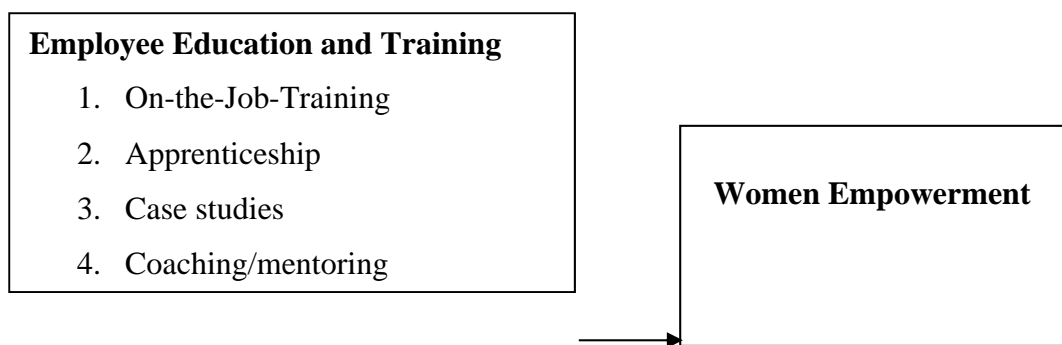 Employee Education and Training
1. On-the-Job-Training
2. Apprenticeship
3. Case studies
4. Coaching/mentoring
Women Empowerment